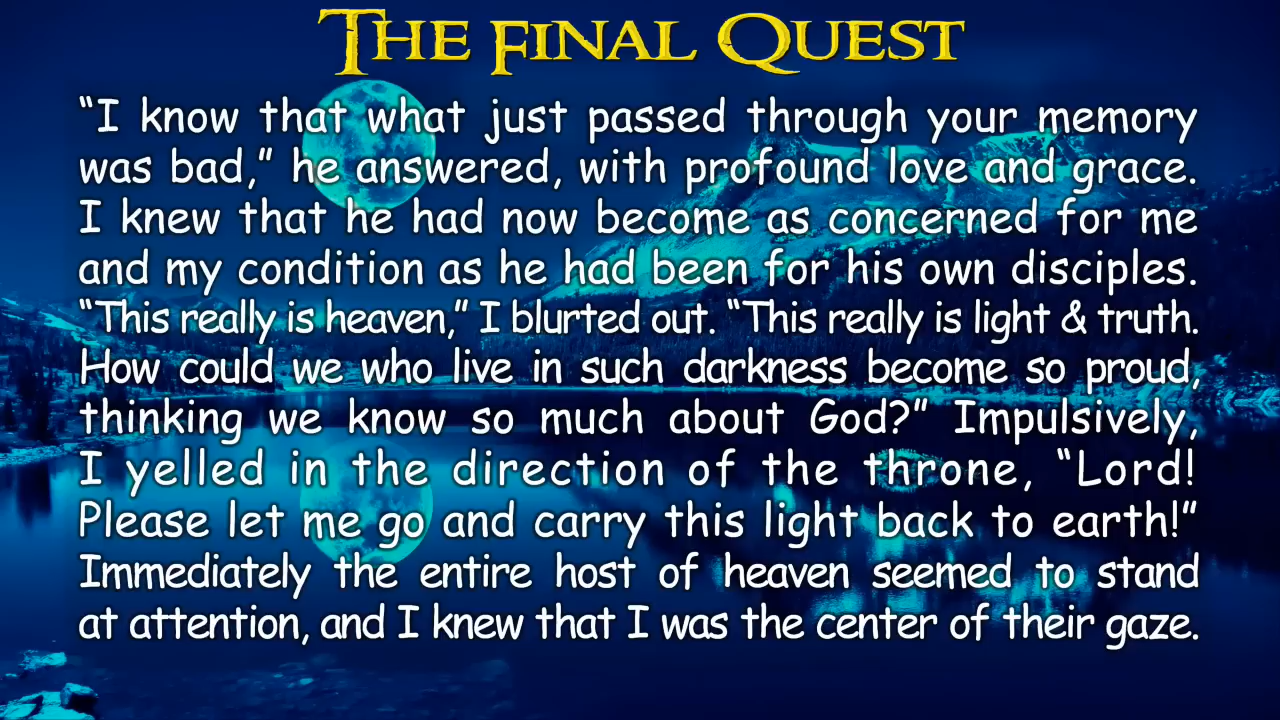 THE FINAL QUEST
“I know that what just passed through your memory
was bad,” he answered, with profound love and grace.
I knew that he had now become as concerned for me
and my condition as he had been for his own disciples.
“This really is heaven,” I blurted out. “This really is light & truth.
How could we who live in such darkness become so proud,
thinking we know so much about God?” Impulsively,
I yelled in the direction of the throne, “Lord!
Please let me go and carry this light back to earth!”
Immediately the entire host of heaven seemed to stand
at attention, and I knew that I was the center of their gaze.